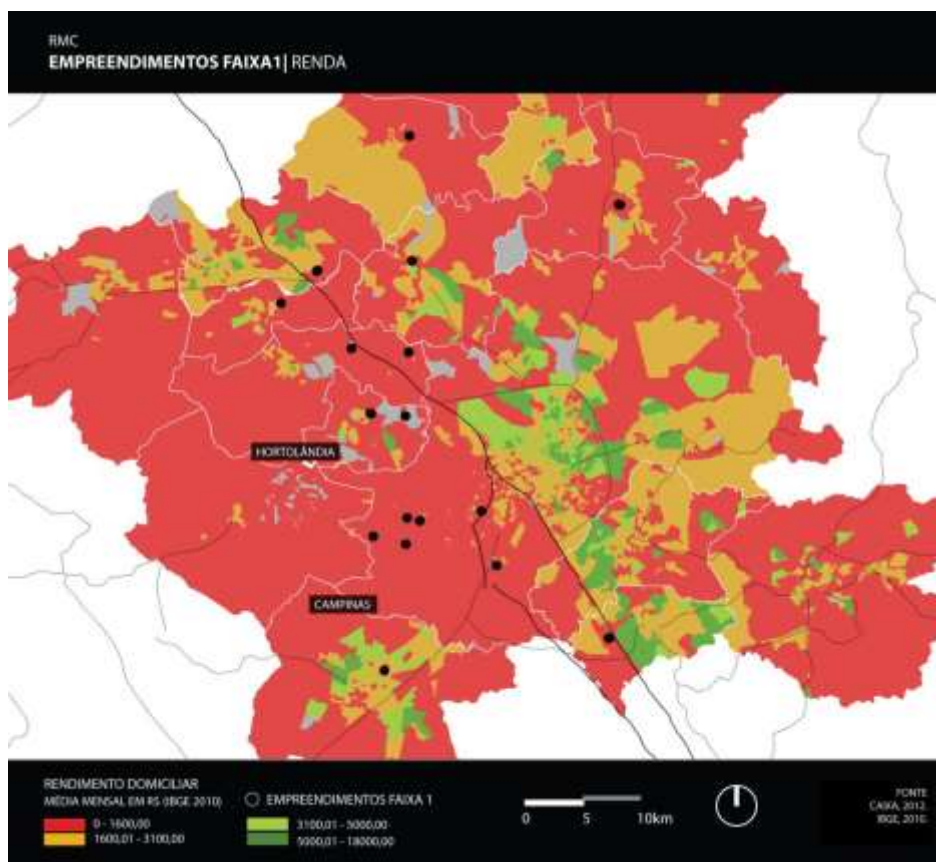 RMC
EMPREENDIMENTOS FAIXA1| RENDA
HORTOLÂNDIA
CAMPINAS
RENDIMENTO DOMICILIAR
MÉDIA MENSAL EM R$ (IBGE 2010)
0 - 1600,00
1600,01 - 3100,00
EMPREENDIMENTOS FAIXA 1
3100,01 - 5000,00
5000,01 - 18000,00
0 5 10km
FONTE
CAIXA, 2012.
IBGE, 2010.